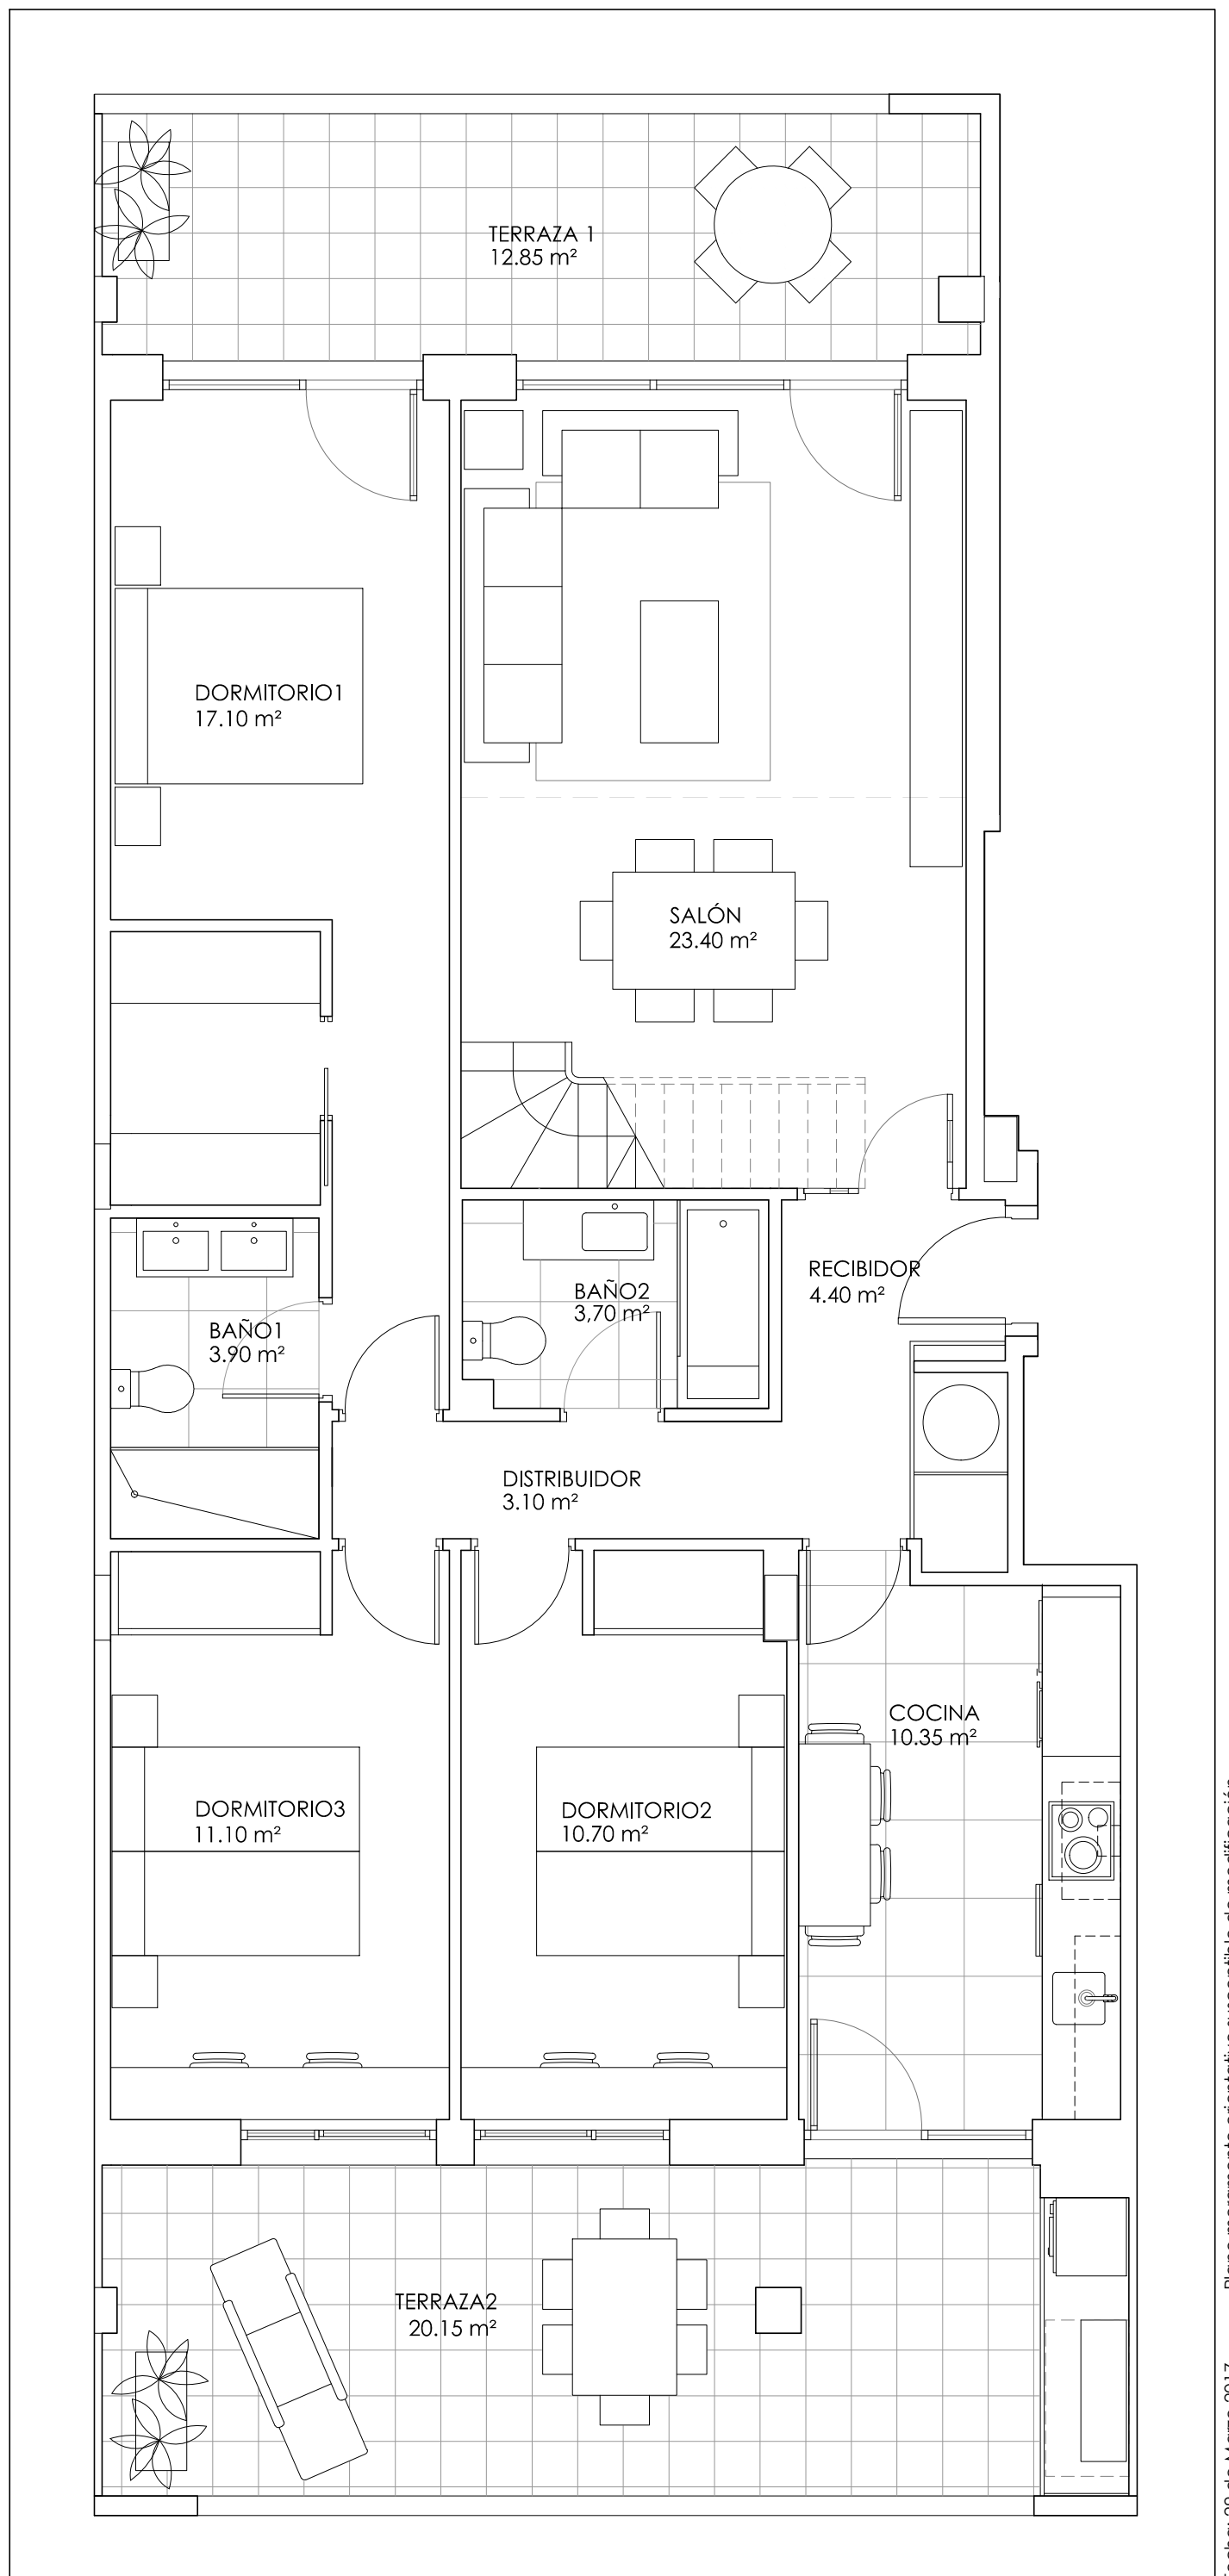 TERRAZA 1
12.85 m²
DORMITORIO1
17.10 m²
SALÓN
23.40 m²
RECIBIDOR
4.40 m²
BAÑO2
3,70 m²
BAÑO1
3.90 m²
DISTRIBUIDOR
3.10 m²
COCINA
10.35 m²
DORMITORIO3
11.10 m²
DORMITORIO2
10.70 m²
TERRAZA2
20.15 m²